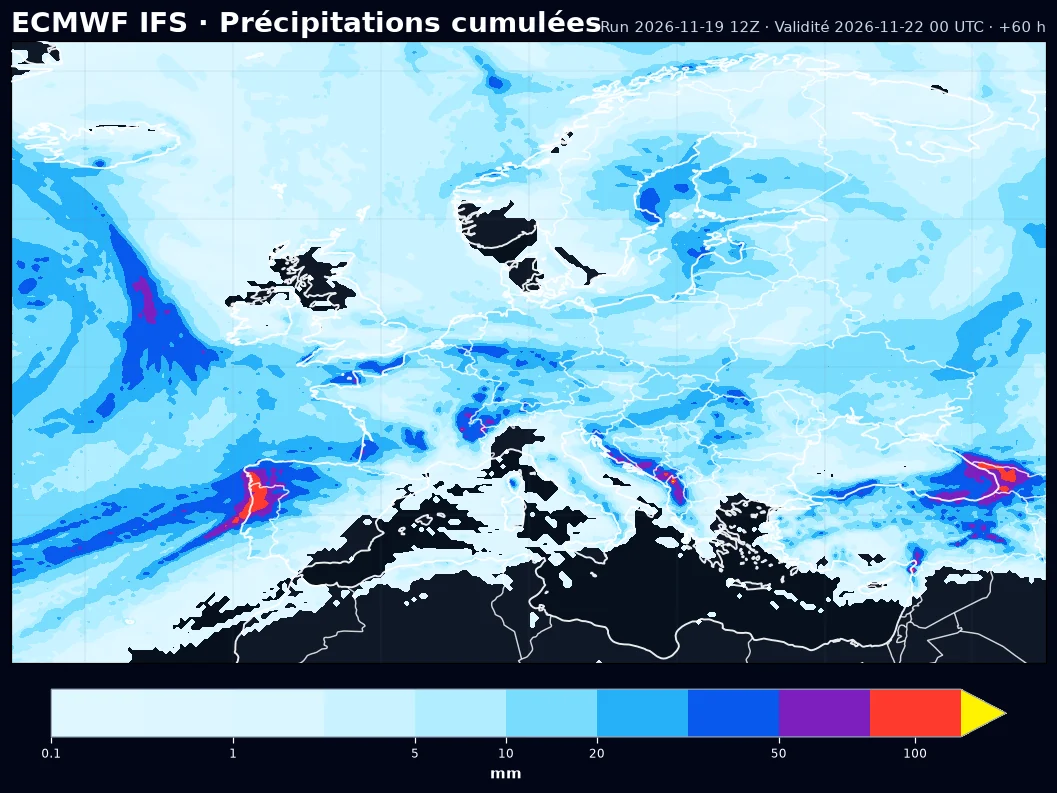 ECMWF IFS · Précipitations cumulées
Run 2026-11-19 12Z · Validité 2026-11-22 00 UTC · +60 h
0.1 1 5 10 20 50 100
mm